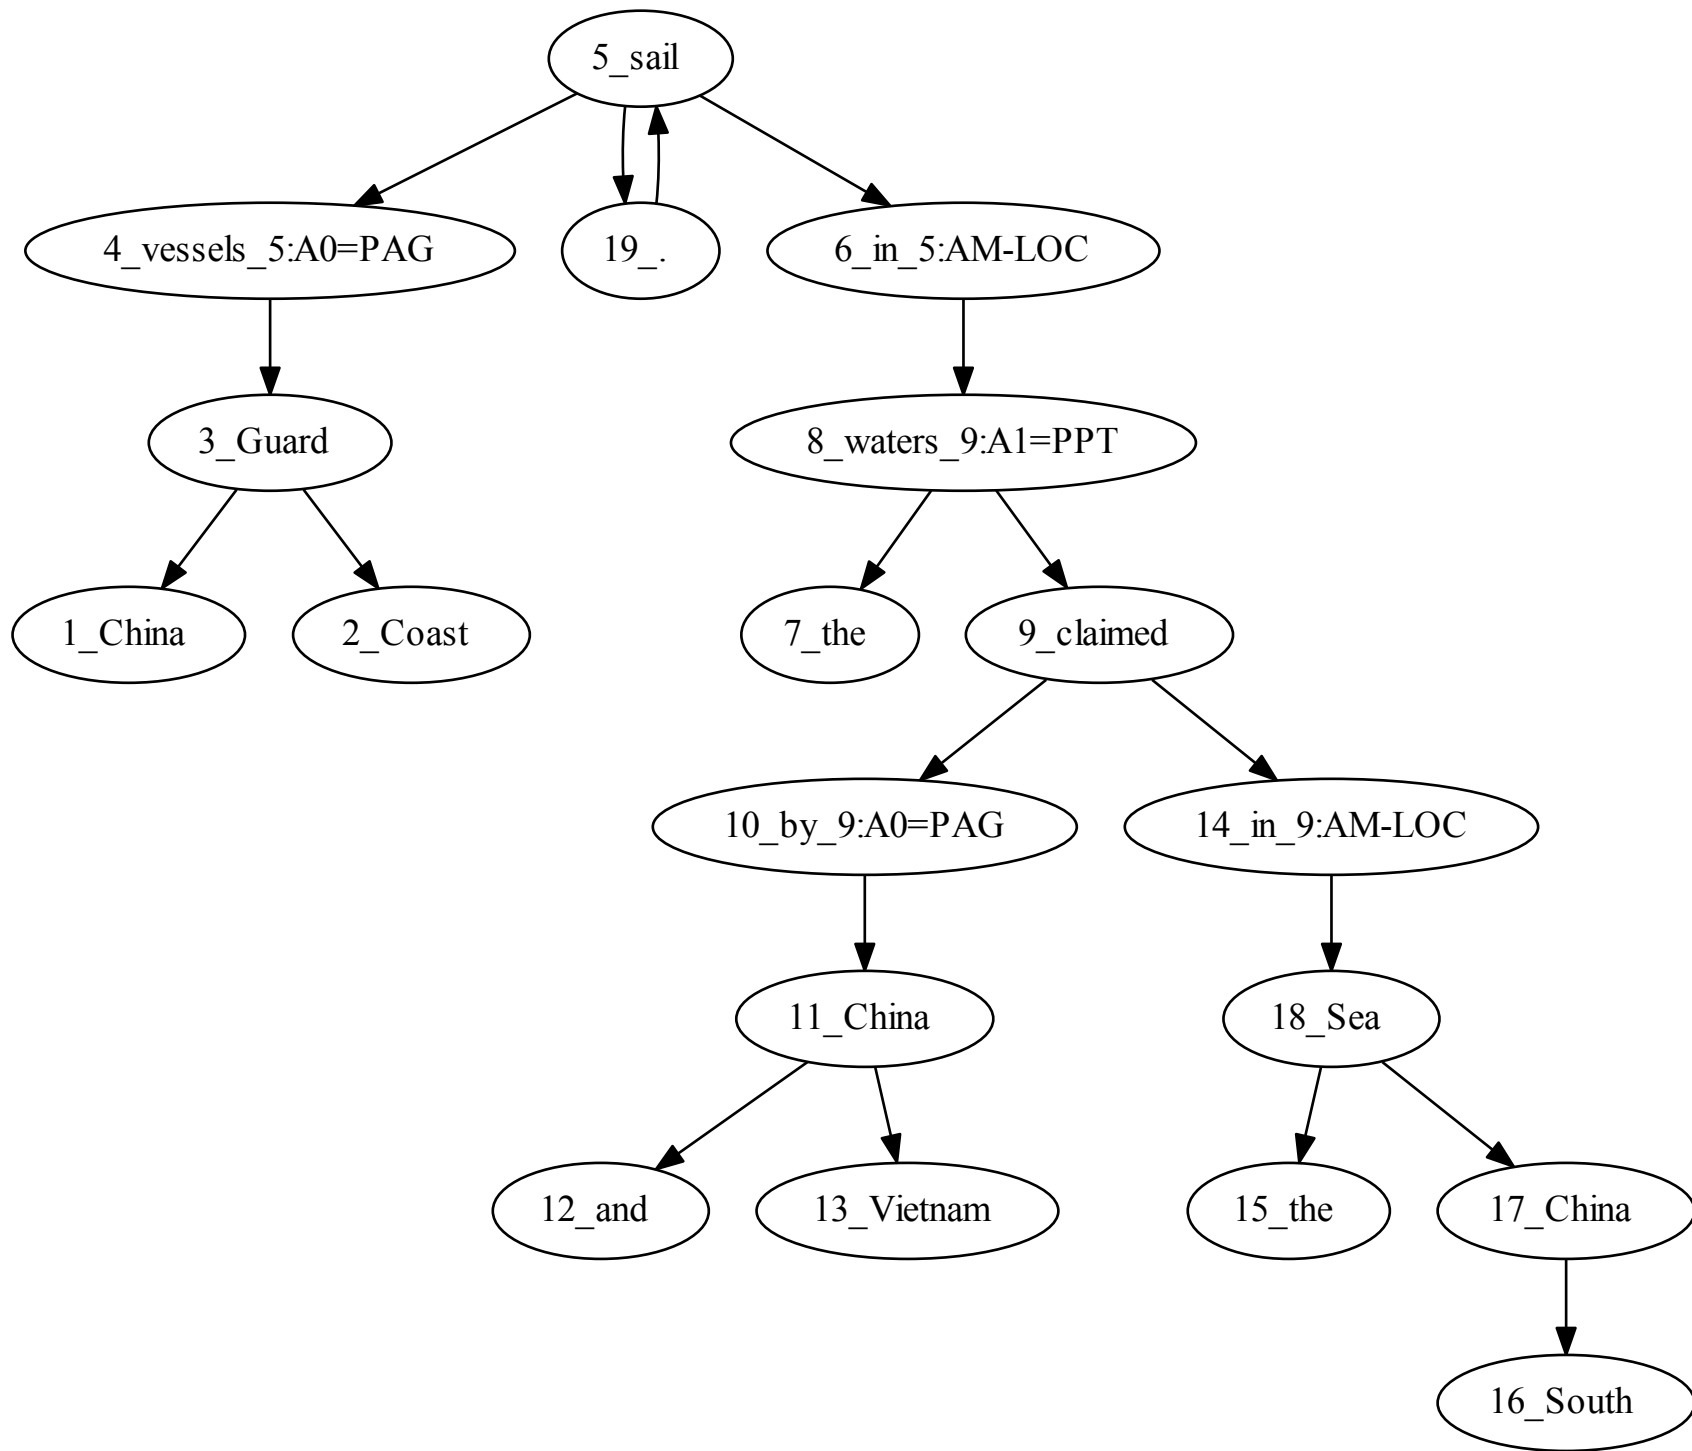 5_sail
4_vessels_5:A0=PAG
19_.
6_in_5:AM-LOC
3_Guard
8_waters_9:A1=PPT
1_China
2_Coast
7_the
9_claimed
10_by_9:A0=PAG
14_in_9:AM-LOC
11_China
18_Sea
12_and
13_Vietnam
15_the
17_China
16_South